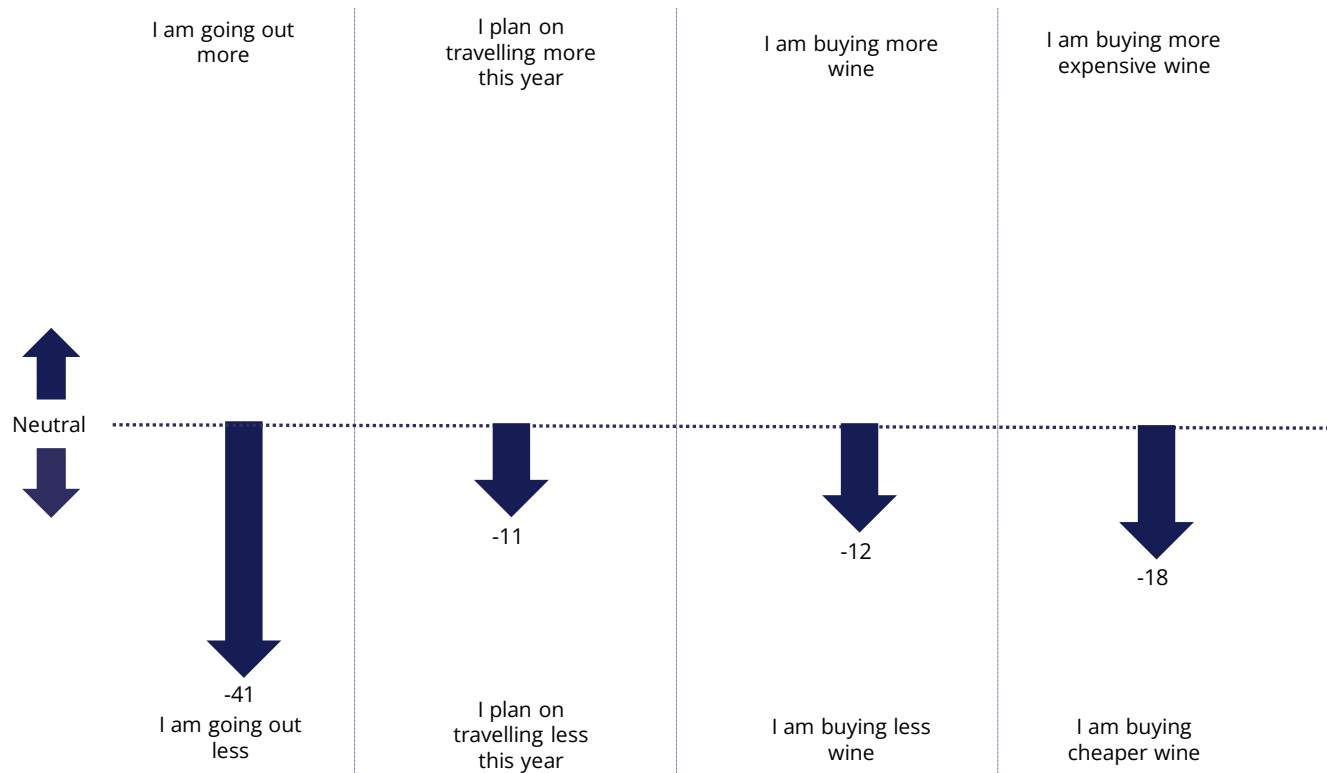 I am going out
more
I plan on
travelling more
this year
I am buying more
wine
I am buying more
expensive wine
Neutral
-41
-11
-12
-18
I am going out
less
I plan on
travelling less
this year
I am buying less
wine
I am buying
cheaper wine